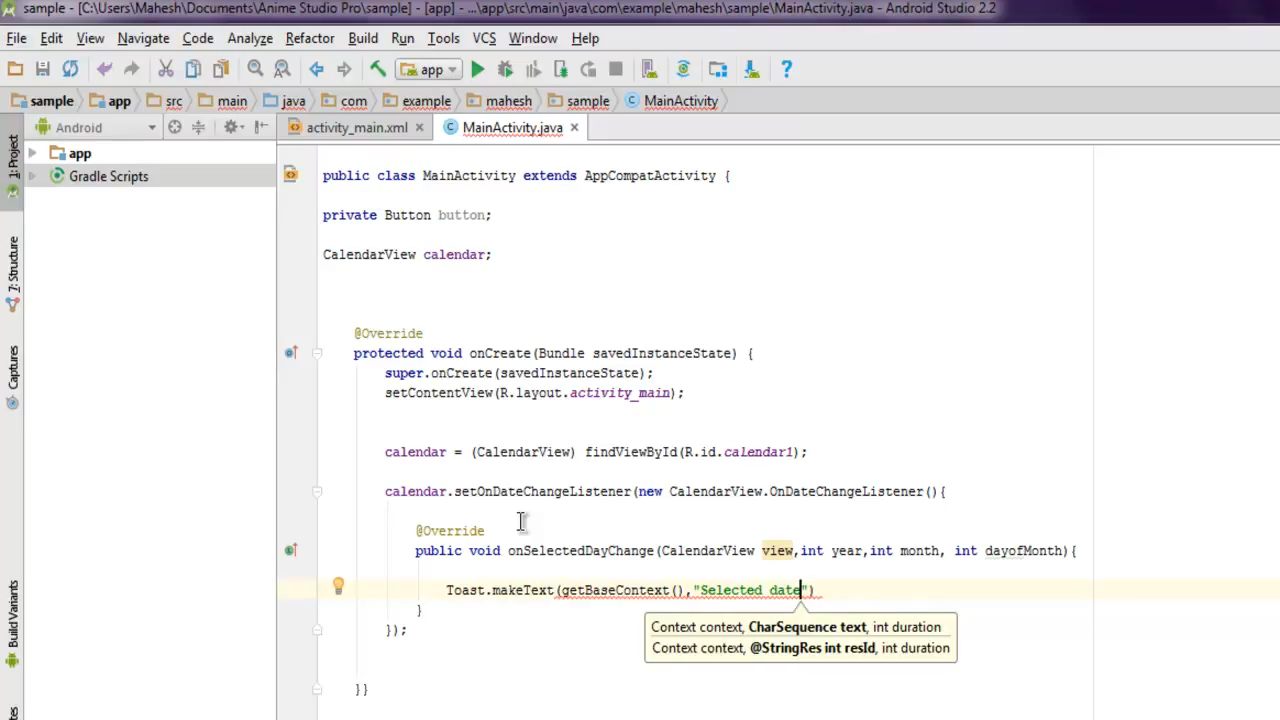 sample - [C:\Users\Mahesh\Documents\Anime Studio Pro\sample] - [app] - ...\app\src\main\java\com\example\mahesh\sample\MainActivity.java - Android Studio 2.2
File Edit View Navigate Code Analyze Refactor Build Run Tools VCS Window Help
app
sample app src main java com example mahesh sample MainActivity
Android
activity_main.xml MainActivity.java
1: Project
app
Gradle Scripts
7: Structure
Captures
Build Variants
public class MainActivity extends AppCompatActivity {
private Button button;
CalendarView calendar;
@Override
protected void onCreate(Bundle savedInstanceState) {
super.onCreate(savedInstanceState);
setContentView(R.layout.activity_main);
calendar = (CalendarView) findViewById(R.id.calendar1);
calendar.setOnDateChangeListener(new CalendarView.OnDateChangeListener(){
@Override
public void onSelectedDayChange(CalendarView view,int year,int month, int dayofMonth){
Toast.makeText(getBaseContext(),"Selected date")
}
Context context, CharSequence text, int duration
Context context, @StringRes int resId, int duration
});
}}